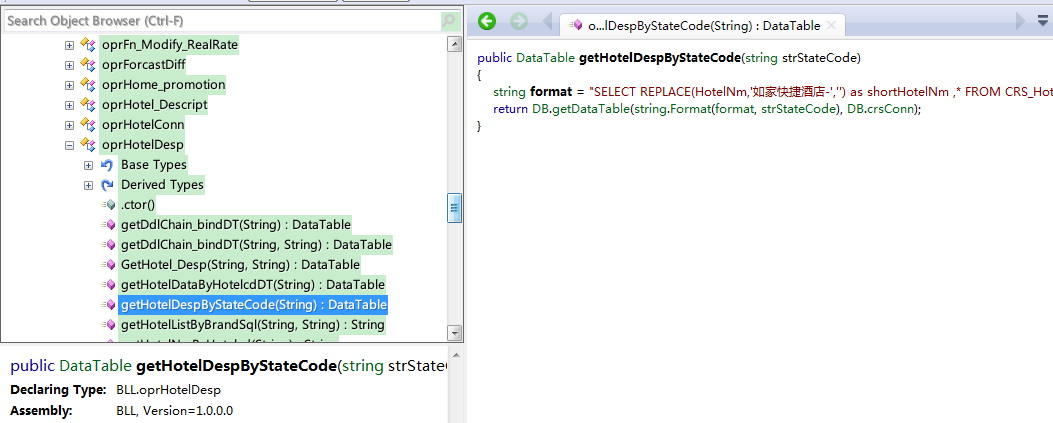 Search Object Browser (Ctrl-F)
oprFn_Modify_RealRate
oprForcastDiff
oprHome_promotion
oprHotel_Descript
oprHotelConn
oprHotelDesp
Base Types
Derived Types
.ctor()
getDdlChain_bindDT(String) : DataTable
getDdlChain_bindDT(String, String) : DataTable
GetHotel_Desp(String, String) : DataTable
getHotelDataByHotelcdDT(String) : DataTable
getHotelDespByStateCode(String) : DataTable
getHotelListByBrandSql(String, String) : String
public DataTable getHotelDespByStateCode(string strStateC
Declaring Type: BLL.oprHotelDesp
Assembly: BLL, Version=1.0.0.0
o...lDespByStateCode(String) : DataTable
public DataTable getHotelDespByStateCode(string strStateCode)
{
string format = "SELECT REPLACE(HotelNm,'如家快捷酒店-','') as shortHotelNm ,* FROM CRS_Hot
return DB.getDataTable(string.Format(format, strStateCode), DB.crsConn);
}